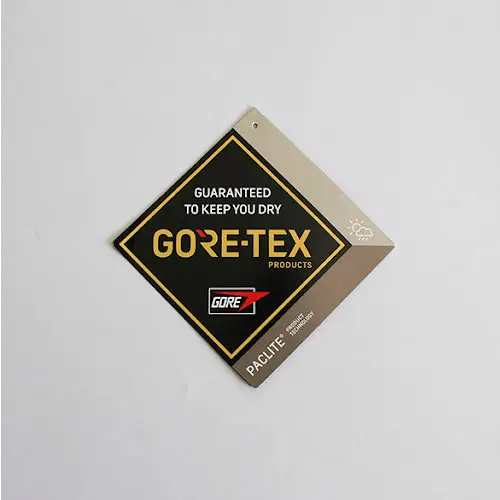 GUARANTEED
TO KEEP YOU DRY
GORE-TEX
PRODUCTS
GORE
PACLITE® PRODUCT
TECHNOLOGY